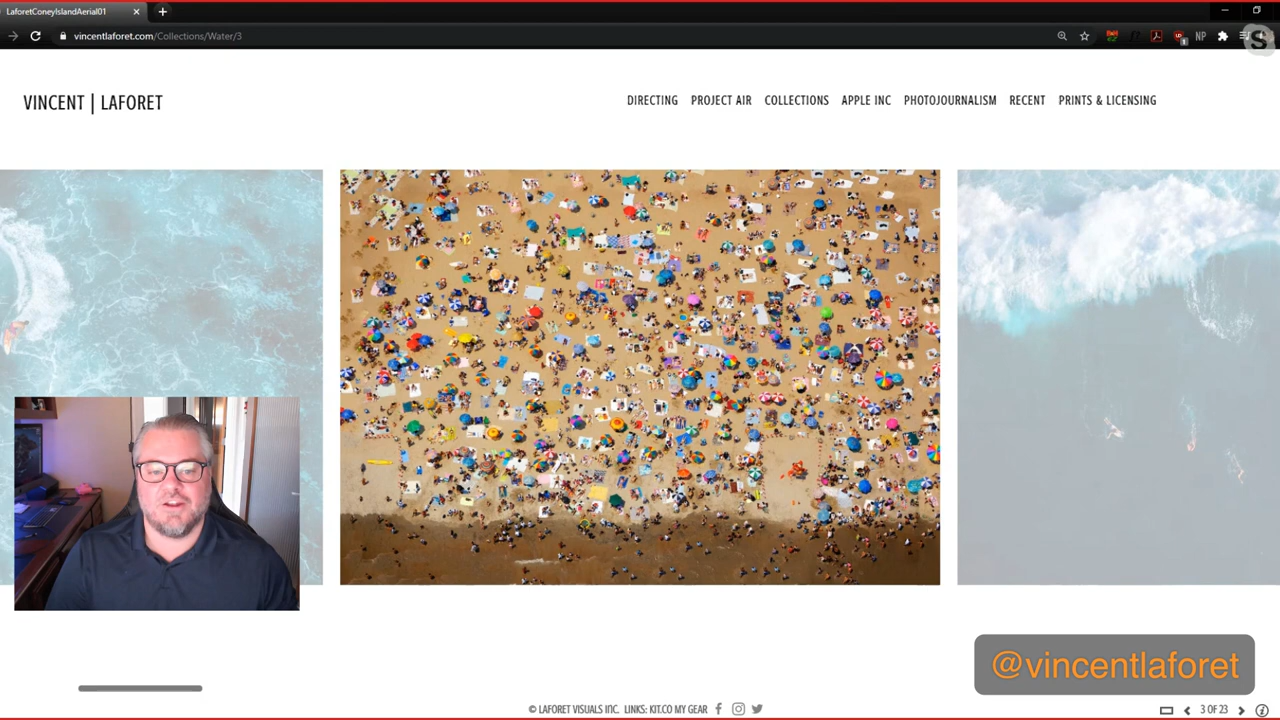 LaforetConeyIslandAerial01
vincentlaforet.com/Collections/Water/3
NP
VINCENT | LAFORET
DIRECTING PROJECT AIR COLLECTIONS APPLE INC PHOTOJOURNALISM RECENT PRINTS & LICENSING
@vincentlaforet
© LAFORET VISUALS INC. LINKS: KIT.CO MY GEAR
3 OF 23